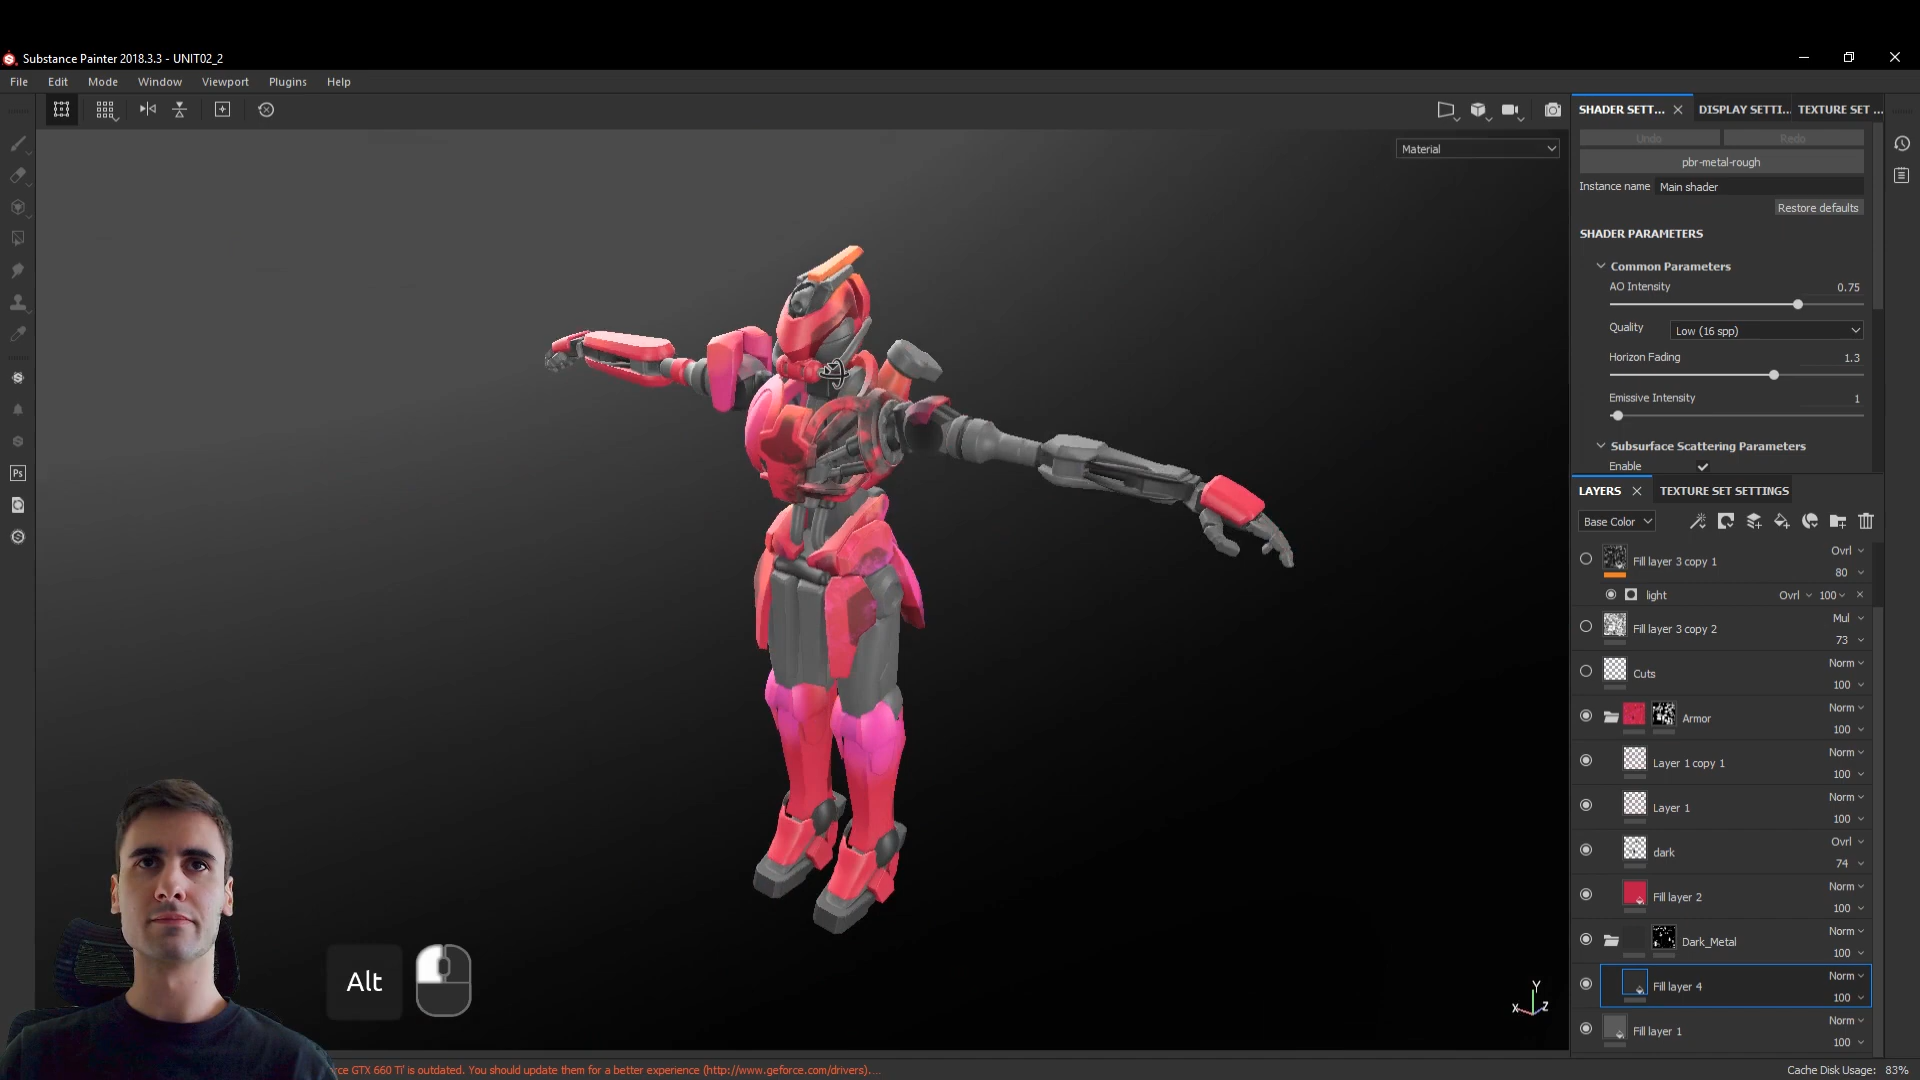 Substance Painter 2018.3.3 - UNIT02_2
File Edit Mode Window Viewport Plugins Help
Material
SHADER SETT... DISPLAY SETTI... TEXTURE SET ...
Undo Redo
pbr-metal-rough
Instance name Main shader
Restore defaults
SHADER PARAMETERS
Common Parameters
AO Intensity 0.75
Quality Low (16 spp)
Horizon Fading 1.3
Emissive Intensity 1
Subsurface Scattering Parameters
Enable
LAYERS TEXTURE SET SETTINGS
Base Color
Fill layer 3 copy 1 Ovrl 80
light Ovrl 100
Fill layer 3 copy 2 Mul 73
Cuts Norm 100
Armor Norm 100
Layer 1 copy 1 Norm 100
Layer 1 Norm 100
dark Ovrl 74
Fill layer 2 Norm 100
Dark_Metal Norm 100
Fill layer 4 Norm 100
Fill layer 1 Norm 100
Ps
Alt
Y
X Z
rce GTX 660 Ti' is outdated. You should update them for a better experience (http://www.geforce.com/drivers)....
Cache Disk Usage: 83%